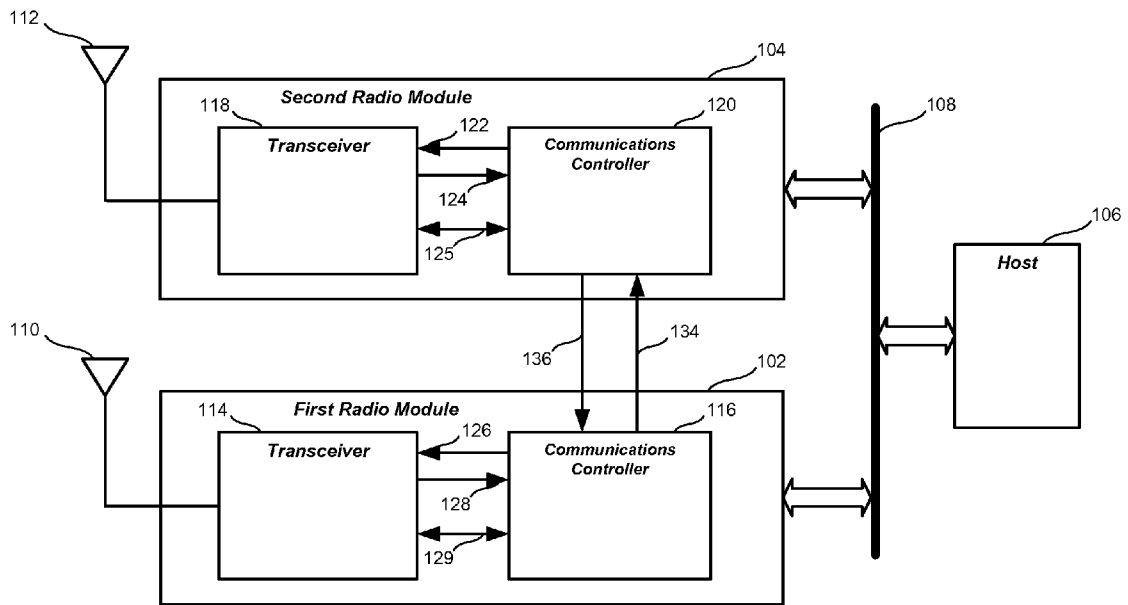 112
104
Second Radio Module
118
122
120
108
Transceiver
Communications
Controller
124
125
106
Host
110
136
134
102
First Radio Module
114
126
116
Transceiver
Communications
Controller
128
129